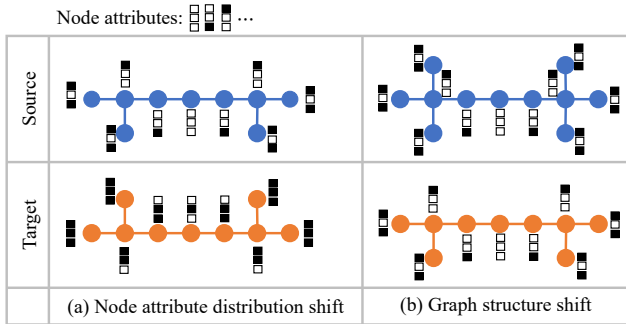 Node attributes: ...
Source
Target
(a) Node attribute distribution shift
(b) Graph structure shift